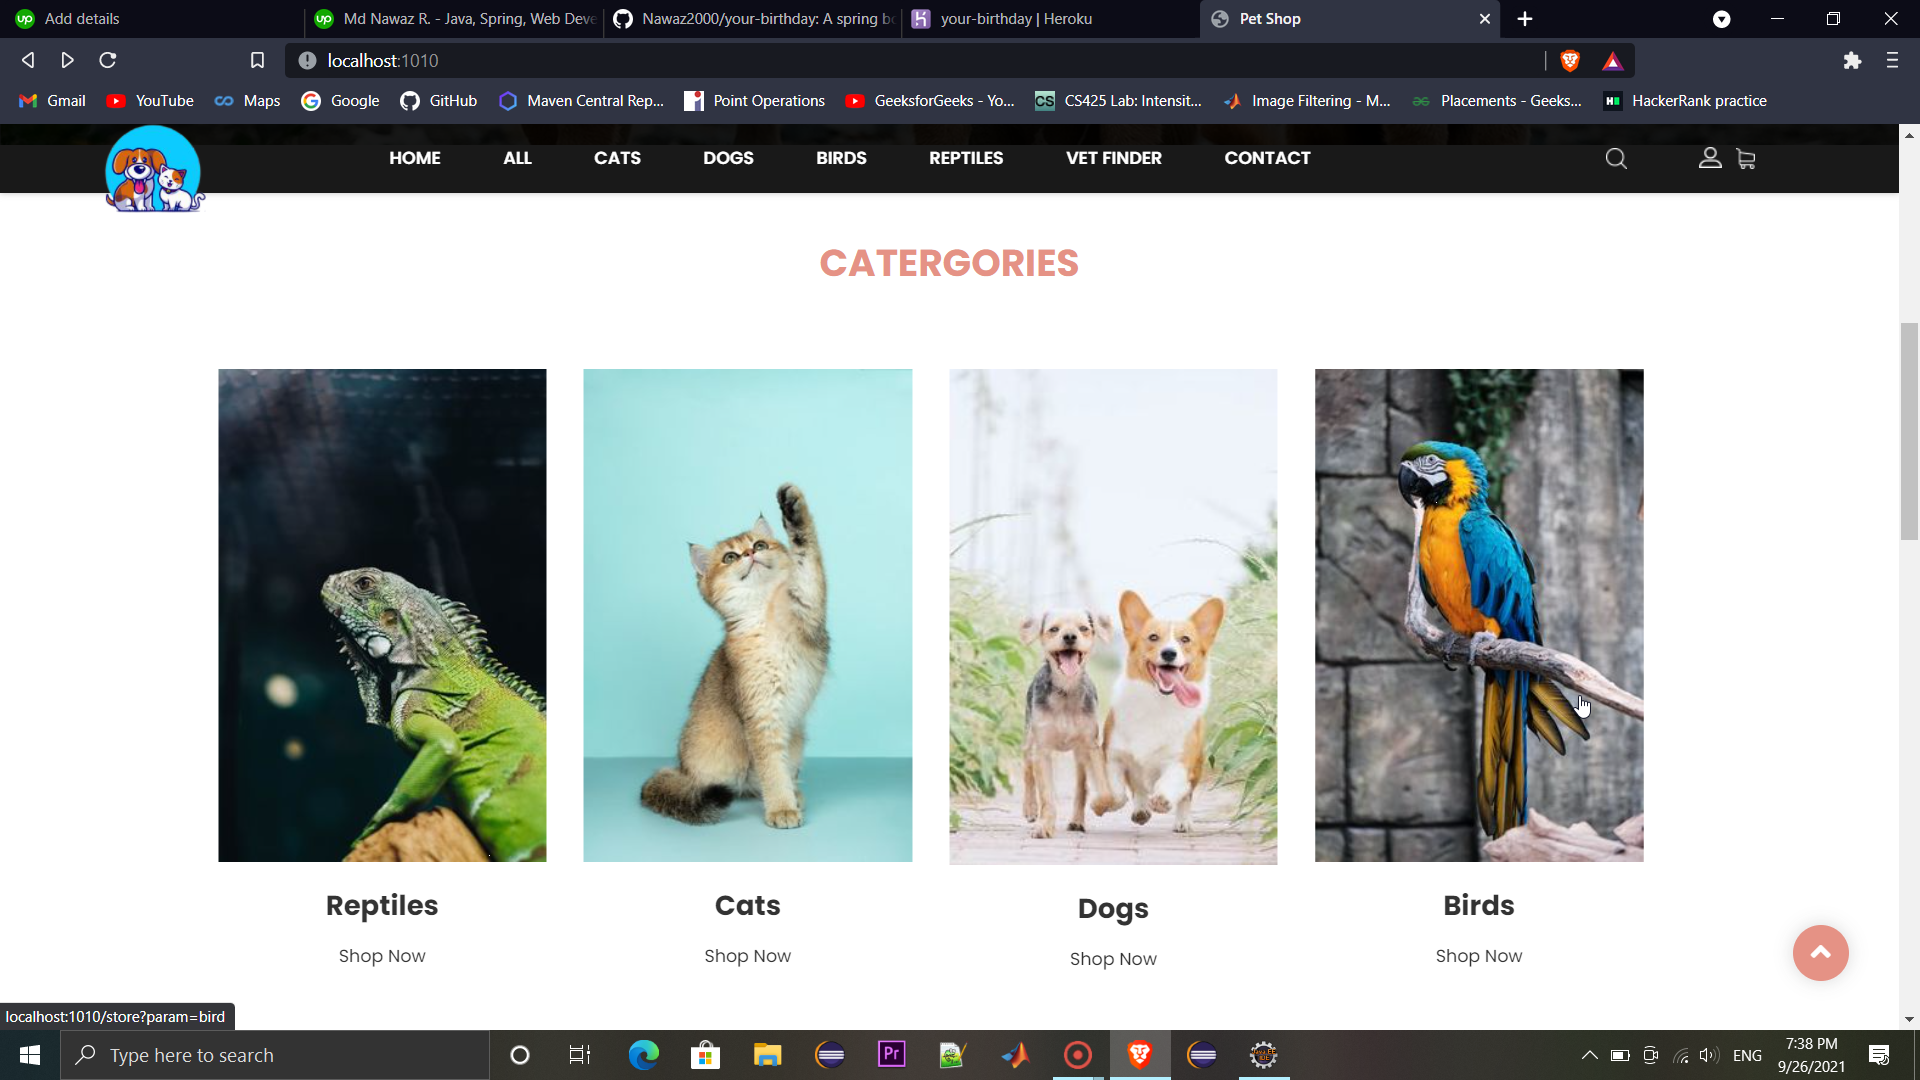 Add details
Md Nawaz R. - Java, Spring, Web Deve
Nawaz2000/your-birthday: A spring bo
your-birthday | Heroku
Pet Shop
localhost:1010
Gmail
YouTube
Maps
Google
GitHub
Maven Central Rep...
Point Operations
GeeksforGeeks - Yo...
CS425 Lab: Intensit...
Image Filtering - M...
Placements - Geeks...
HackerRank practice
HOME
ALL
CATS
DOGS
BIRDS
REPTILES
VET FINDER
CONTACT
CATERGORIES
Reptiles
Cats
Dogs
Birds
Shop Now
Shop Now
Shop Now
Shop Now
localhost:1010/store?param=bird
Type here to search
ENG
7:38 PM
9/26/2021